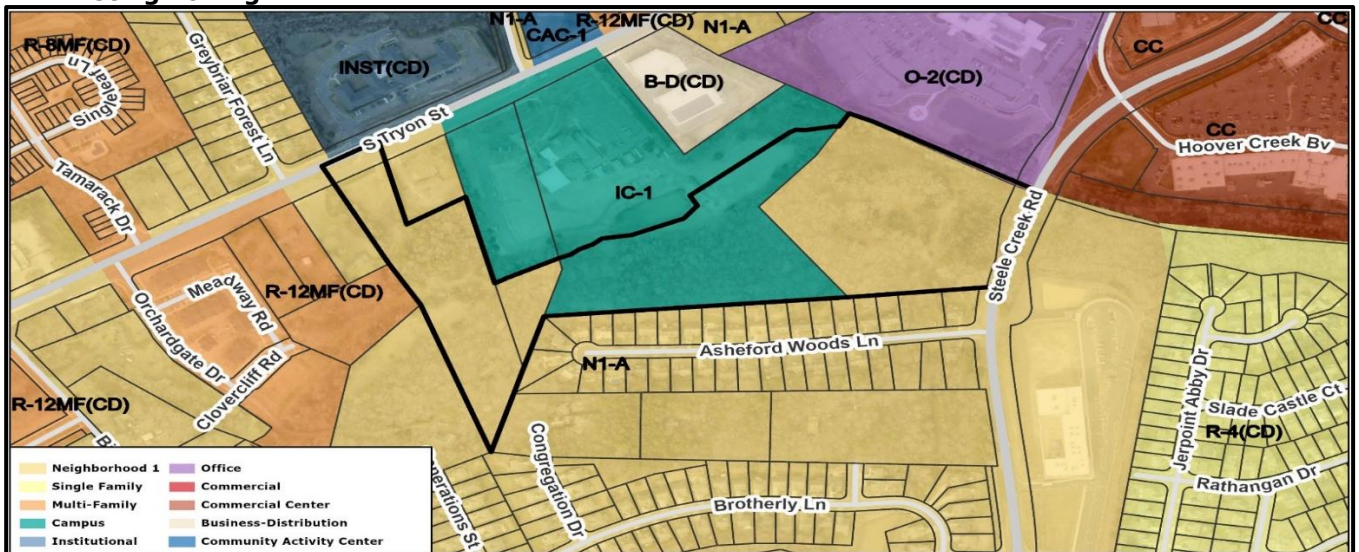 N1-A
R-12MF(CD)
N1-A
CC
R-8MF(CD)
CAC-1
CC
Greybriar Forest Ln
INST(CD)
B-D(CD)
O-2(CD)
Singleleaf Ln
S Tryon St
CC
Hoover Creek Bv
Tamarack Dr
IC-1
Steele Creek Rd
Meadway Rd
R-12MF(CD)
Orchardgate Dr
Asheford Woods Ln
N1-A
Clovercliff Rd
Jerpoint Abby Dr
Slade Castle Ct
R-12MF(CD)
R-4(CD)
Congregation Dr
Rathangan Dr
Brotherly Ln
Neighborhood 1
Office
Single Family
Commercial
Multi-Family
Commercial Center
Campus
Business-Distribution
Institutional
Community Activity Center